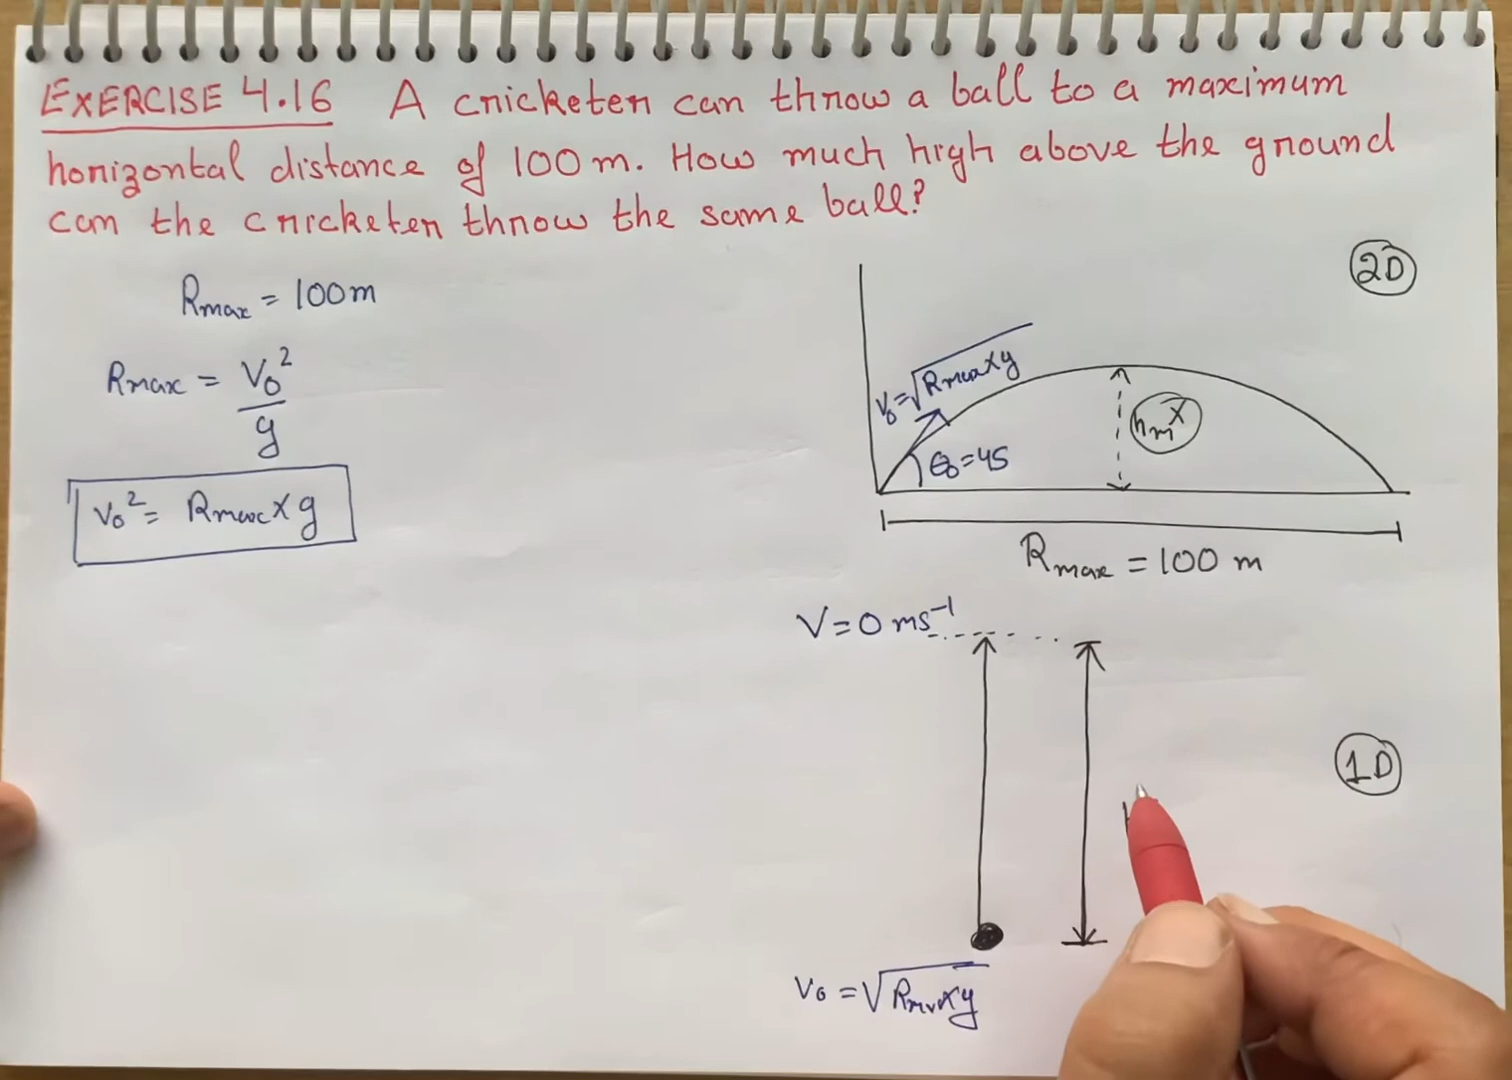 EXERCISE 4.16 A cricketer can throw a ball to a maximum
horizontal distance of 100 m. How much high above the ground
can the cricketer throw the same ball?
Rmax = 100m
Rmax = V₀²/g
V₀² = Rmax × g
2D
V₀ = √Rmax × g
θ₀ = 45
hm ×
Rmax = 100 m
V = 0 ms⁻¹
1D
V₀ = √Rmax × g